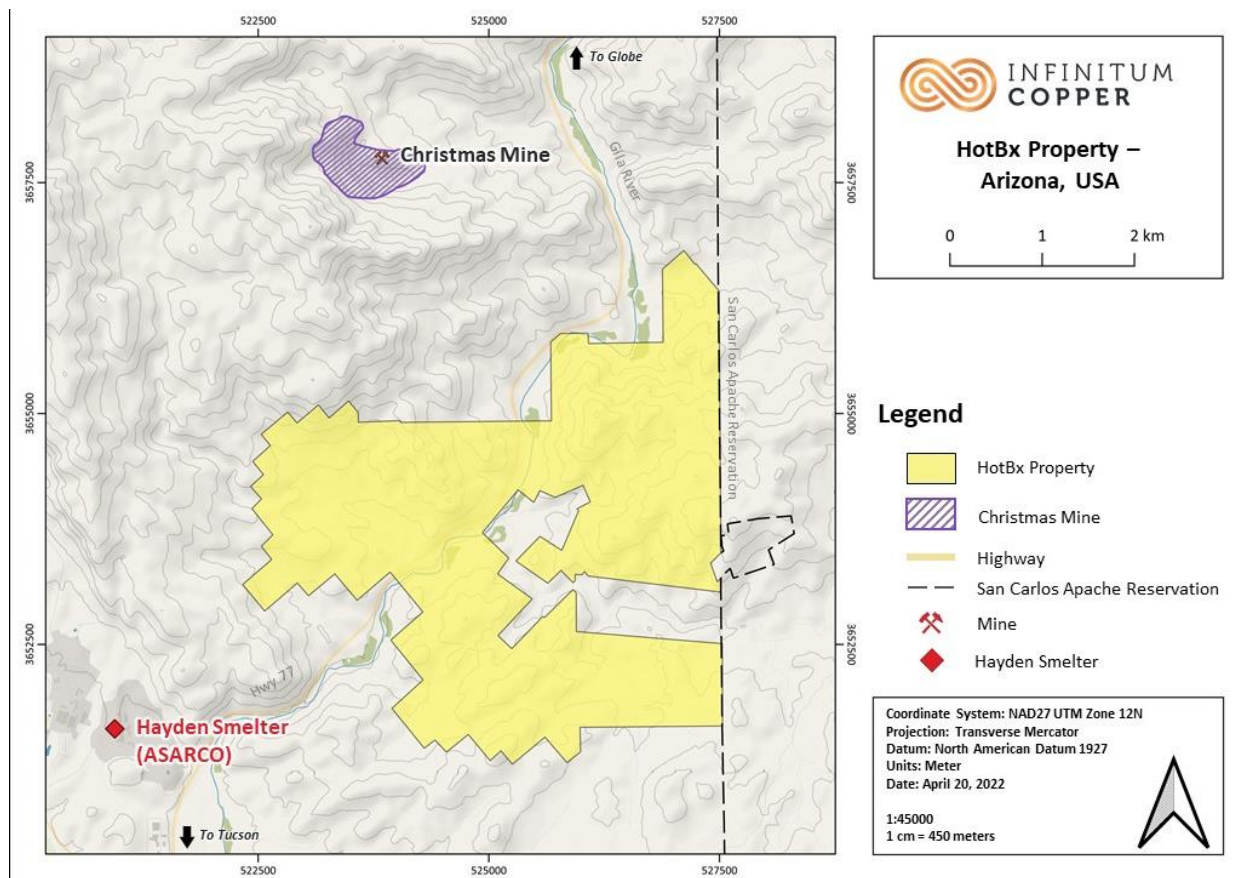 522500
525000
527500
To Globe
Christmas Mine
Gila River
3657500
3657500
San Carlos Apache Reservation
3655000
3655000
3652500
3652500
Hwy 77
Hayden Smelter
(ASARCO)
To Tucson
522500
525000
527500
INFINITUM
COPPER
HotBx Property –
Arizona, USA
0 1 2 km
Legend
HotBx Property
Christmas Mine
Highway
San Carlos Apache Reservation
Mine
Hayden Smelter
Coordinate System: NAD27 UTM Zone 12N
Projection: Transverse Mercator
Datum: North American Datum 1927
Units: Meter
Date: April 20, 2022
1:45000
1 cm = 450 meters